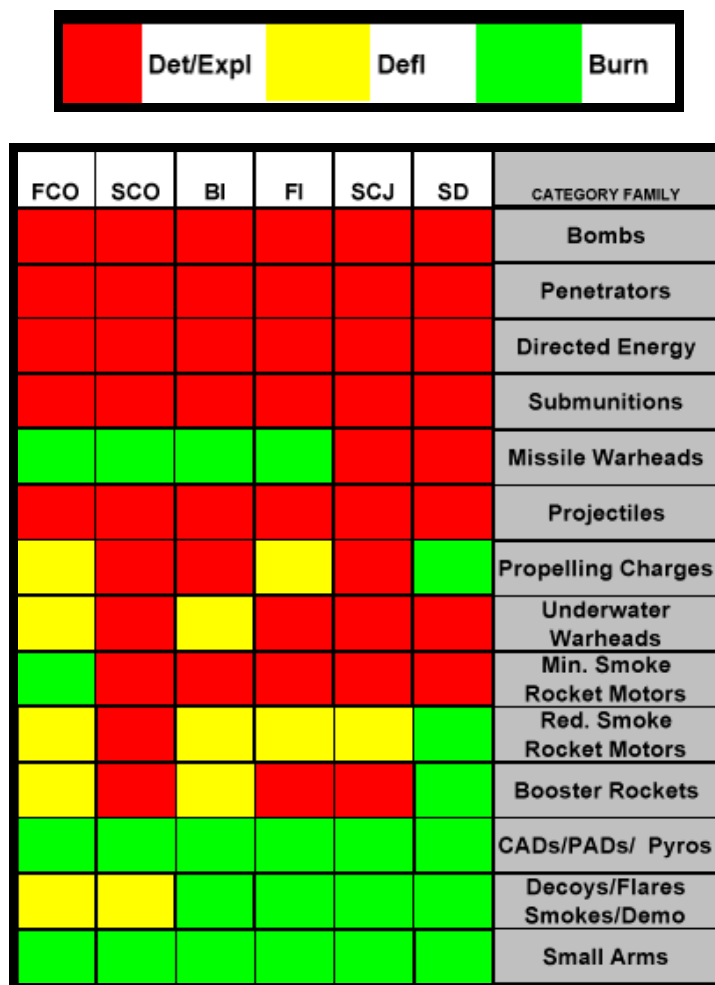 Det/Expl Defl Burn
FCO SCO BI FI SCJ SD CATEGORY FAMILY
Bombs
Penetrators
Directed Energy
Submunitions
Missile Warheads
Projectiles
Propelling Charges
Underwater
Warheads
Min. Smoke
Rocket Motors
Red. Smoke
Rocket Motors
Booster Rockets
CADs/PADs/ Pyros
Decoys/Flares
Smokes/Demo
Small Arms